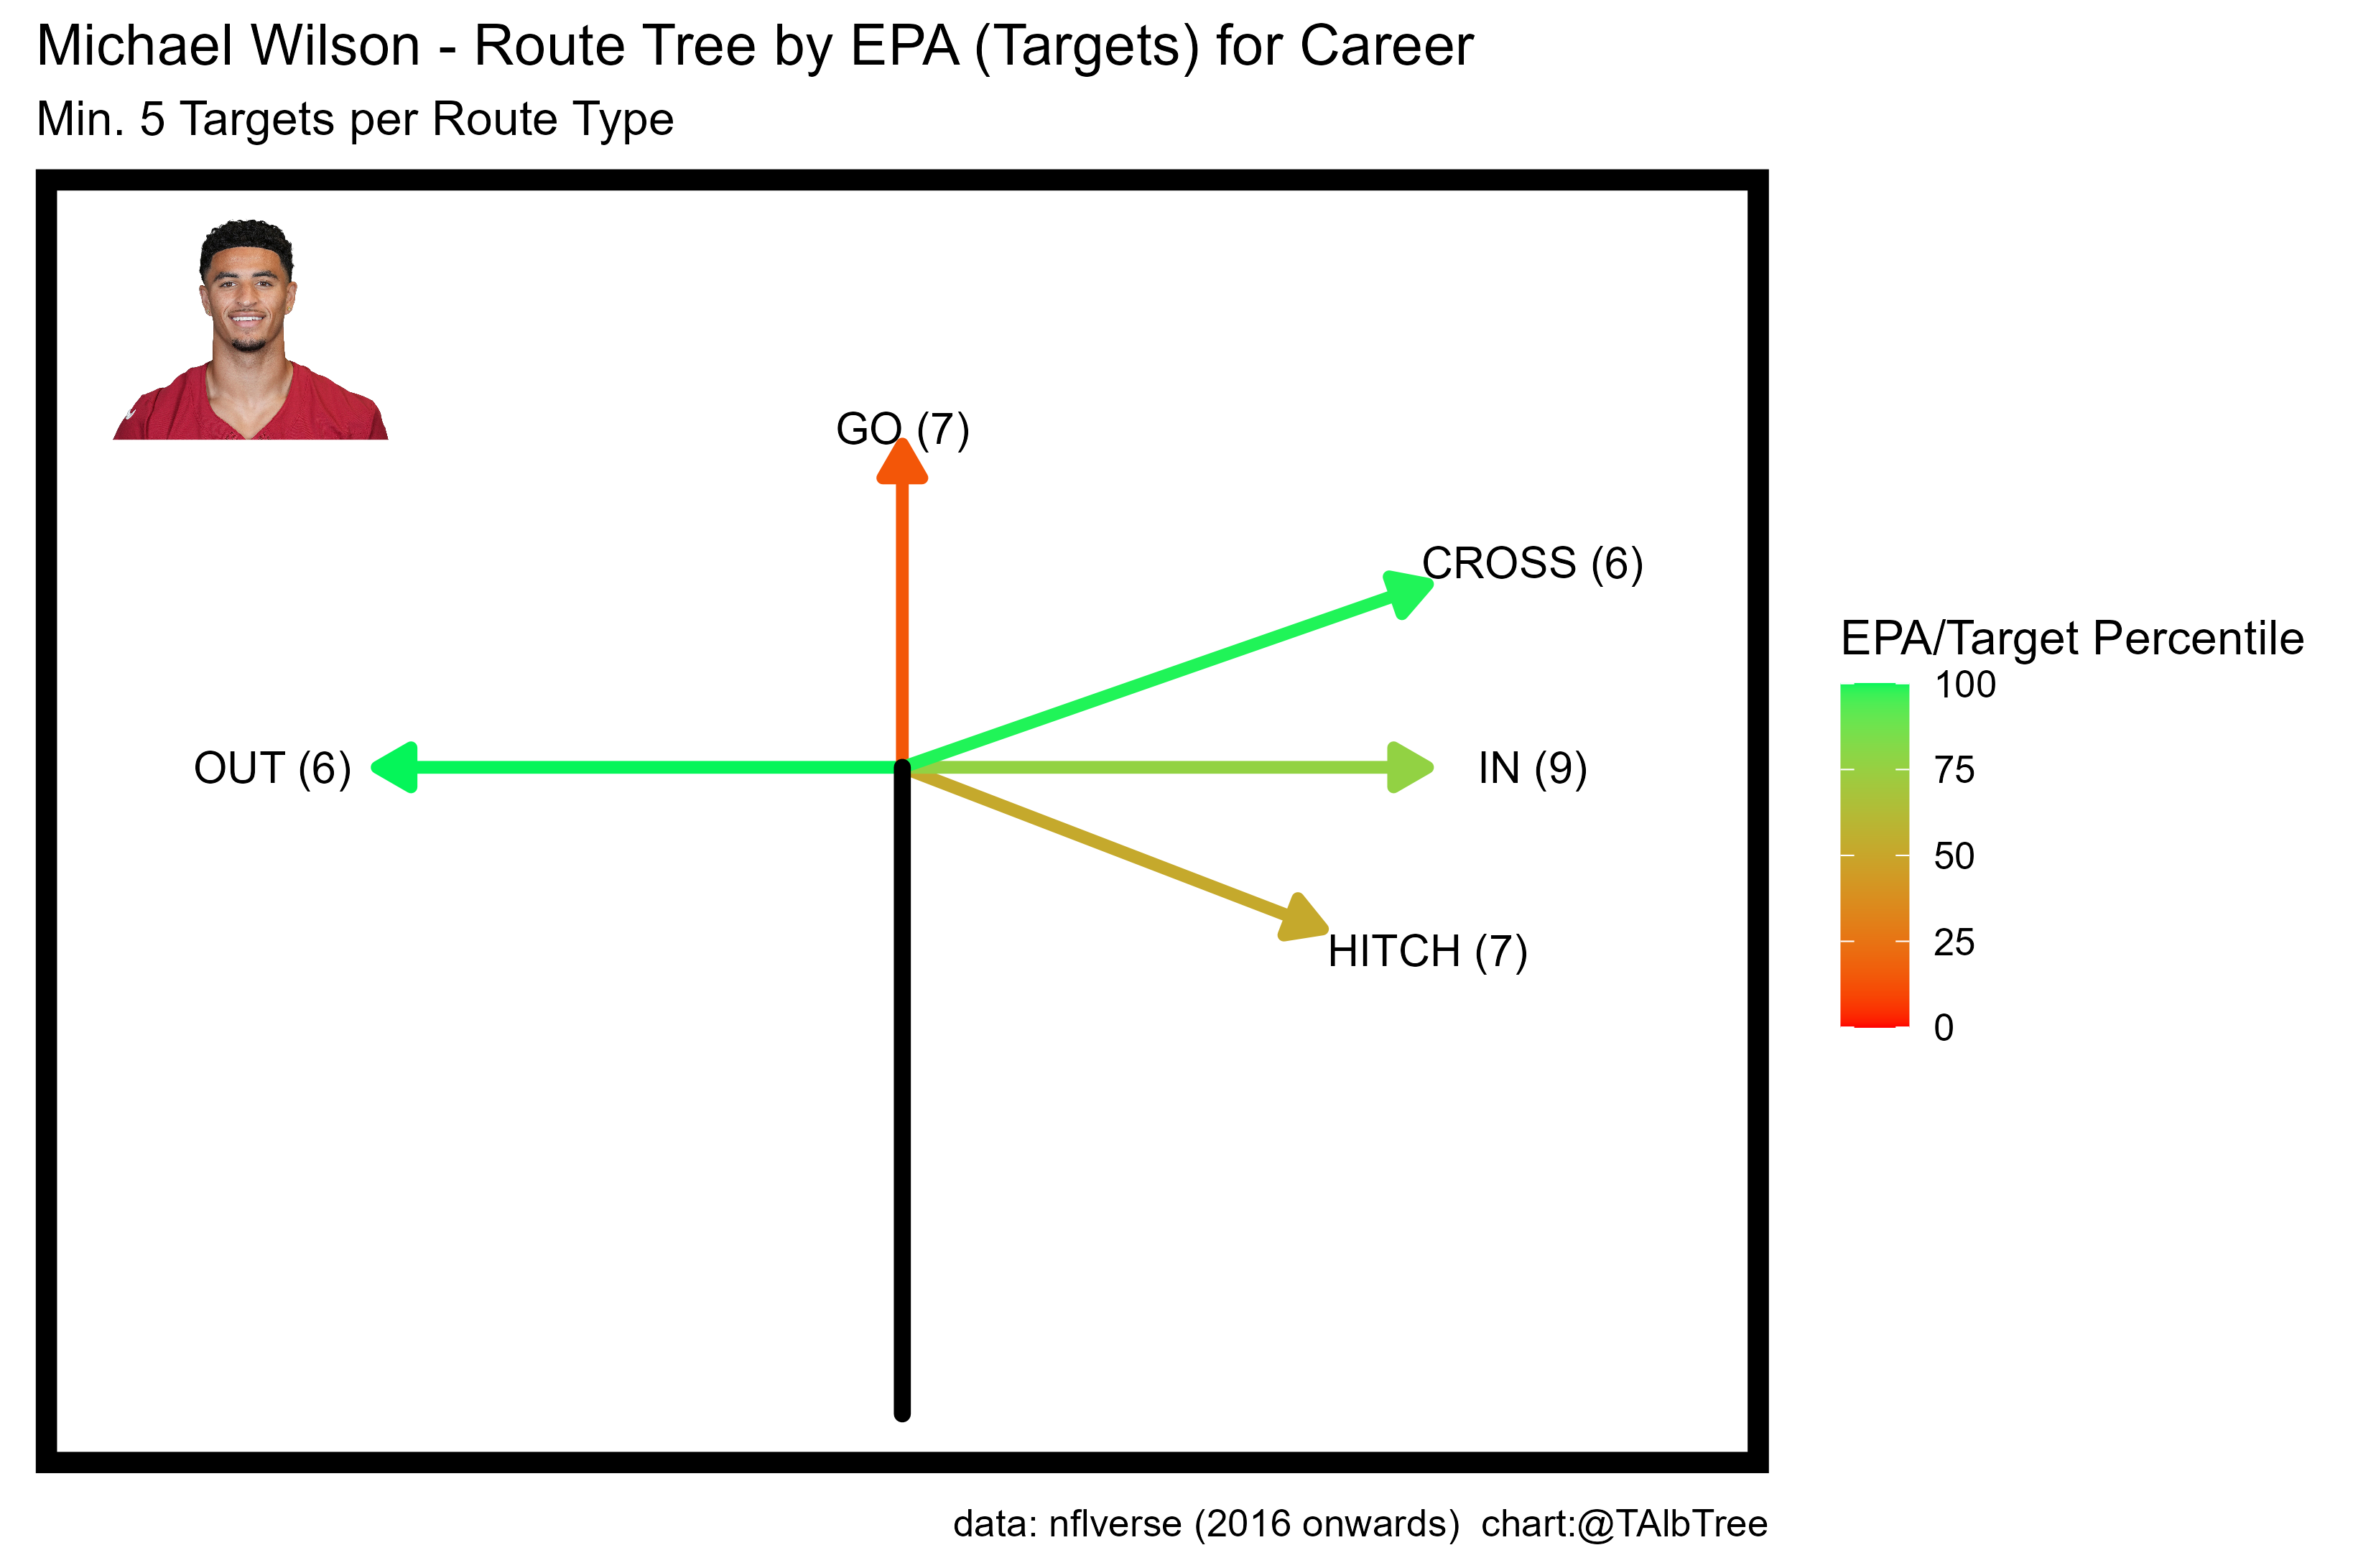 Michael Wilson - Route Tree by EPA (Targets) for Career
Min. 5 Targets per Route Type
GO (7)
CROSS (6)
OUT (6)
IN (9)
HITCH (7)
EPA/Target Percentile
100
75
50
25
0
data: nflverse (2016 onwards)  chart:@TAlbTree